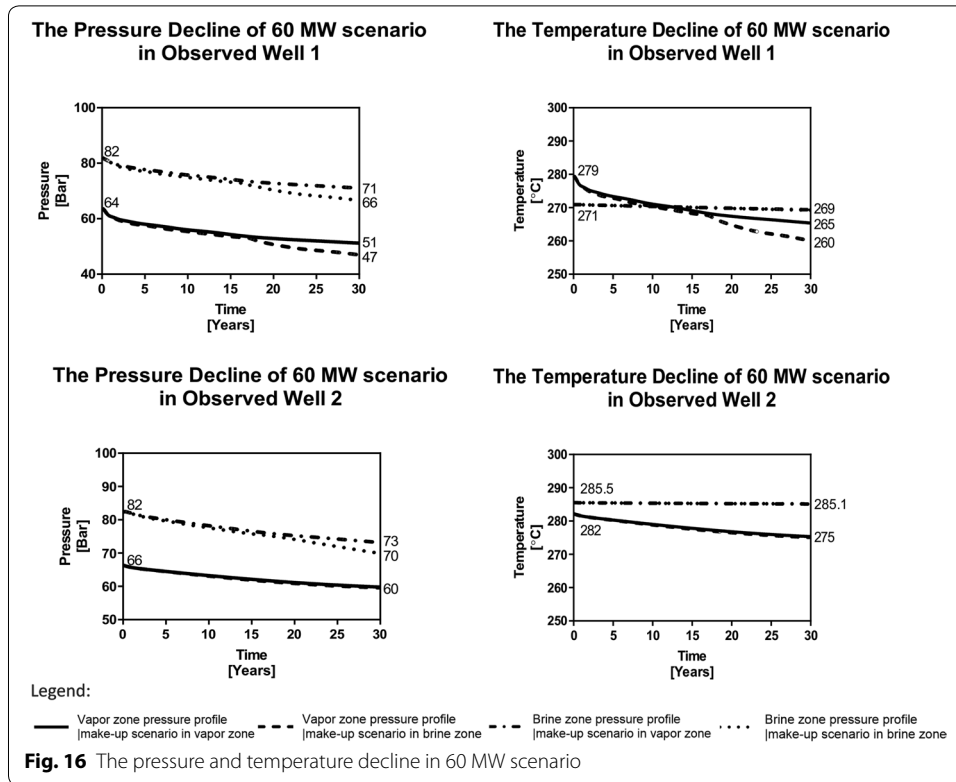 The Pressure Decline of 60 MW scenario
in Observed Well 1
100
80
60
40
Pressure
[Bar]
82
64
71
66
51
47
0 5 10 15 20 25 30
Time
[Years]
The Temperature Decline of 60 MW scenario
in Observed Well 1
300
290
280
270
260
250
Temperature
[°C]
279
271
269
265
260
0 5 10 15 20 25 30
Time
[Years]
The Pressure Decline of 60 MW scenario
in Observed Well 2
100
90
80
70
60
50
Pressure
[Bar]
82
66
73
70
60
0 5 10 15 20 25 30
Time
[Years]
The Temperature Decline of 60 MW scenario
in Observed Well 2
300
290
280
270
260
250
Temperature
[°C]
285.5
282
285.1
275
0 5 10 15 20 25 30
Time
[Years]
Legend:
Vapor zone pressure profile
|make-up scenario in vapor zone
Vapor zone pressure profile
|make-up scenario in brine zone
Brine zone pressure profile
|make-up scenario in vapor zone
Brine zone pressure profile
|make-up scenario in brine zone
Fig. 16 The pressure and temperature decline in 60 MW scenario